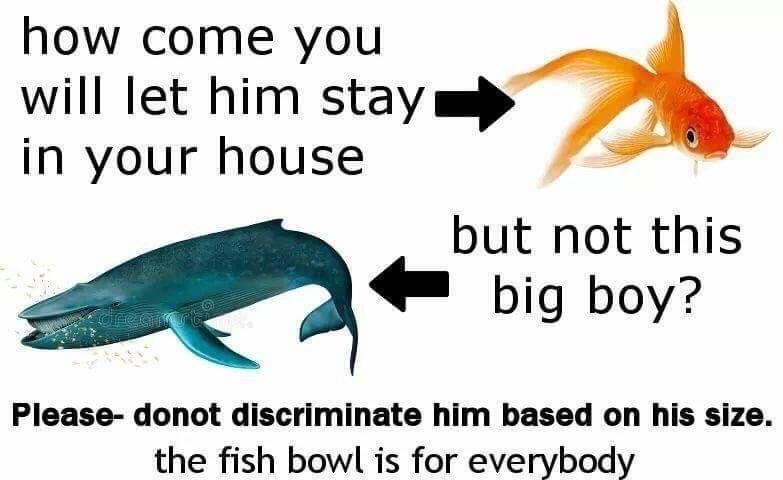 how come you
will let him stay
in your house
but not this
big boy?
dreamstime
Please- donot discriminate him based on his size.
the fish bowl is for everybody